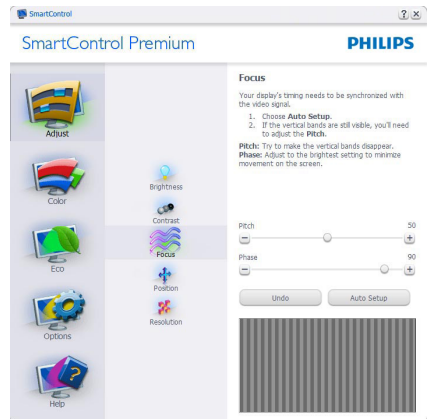 SmartControl
SmartControl Premium
PHILIPS
Adjust
Color
Eco
Options
Help
Brightness
Contrast
Focus
Position
Resolution
Focus
Your display's timing needs to be synchronized with
the video signal.
1. Choose Auto Setup.
2. If the vertical bands are still visible, you'll need
to adjust the Pitch.
Pitch: Try to make the vertical bands disappear.
Phase: Adjust to the brightest setting to minimize
movement on the screen.
Pitch 50
Phase 90
Undo Auto Setup